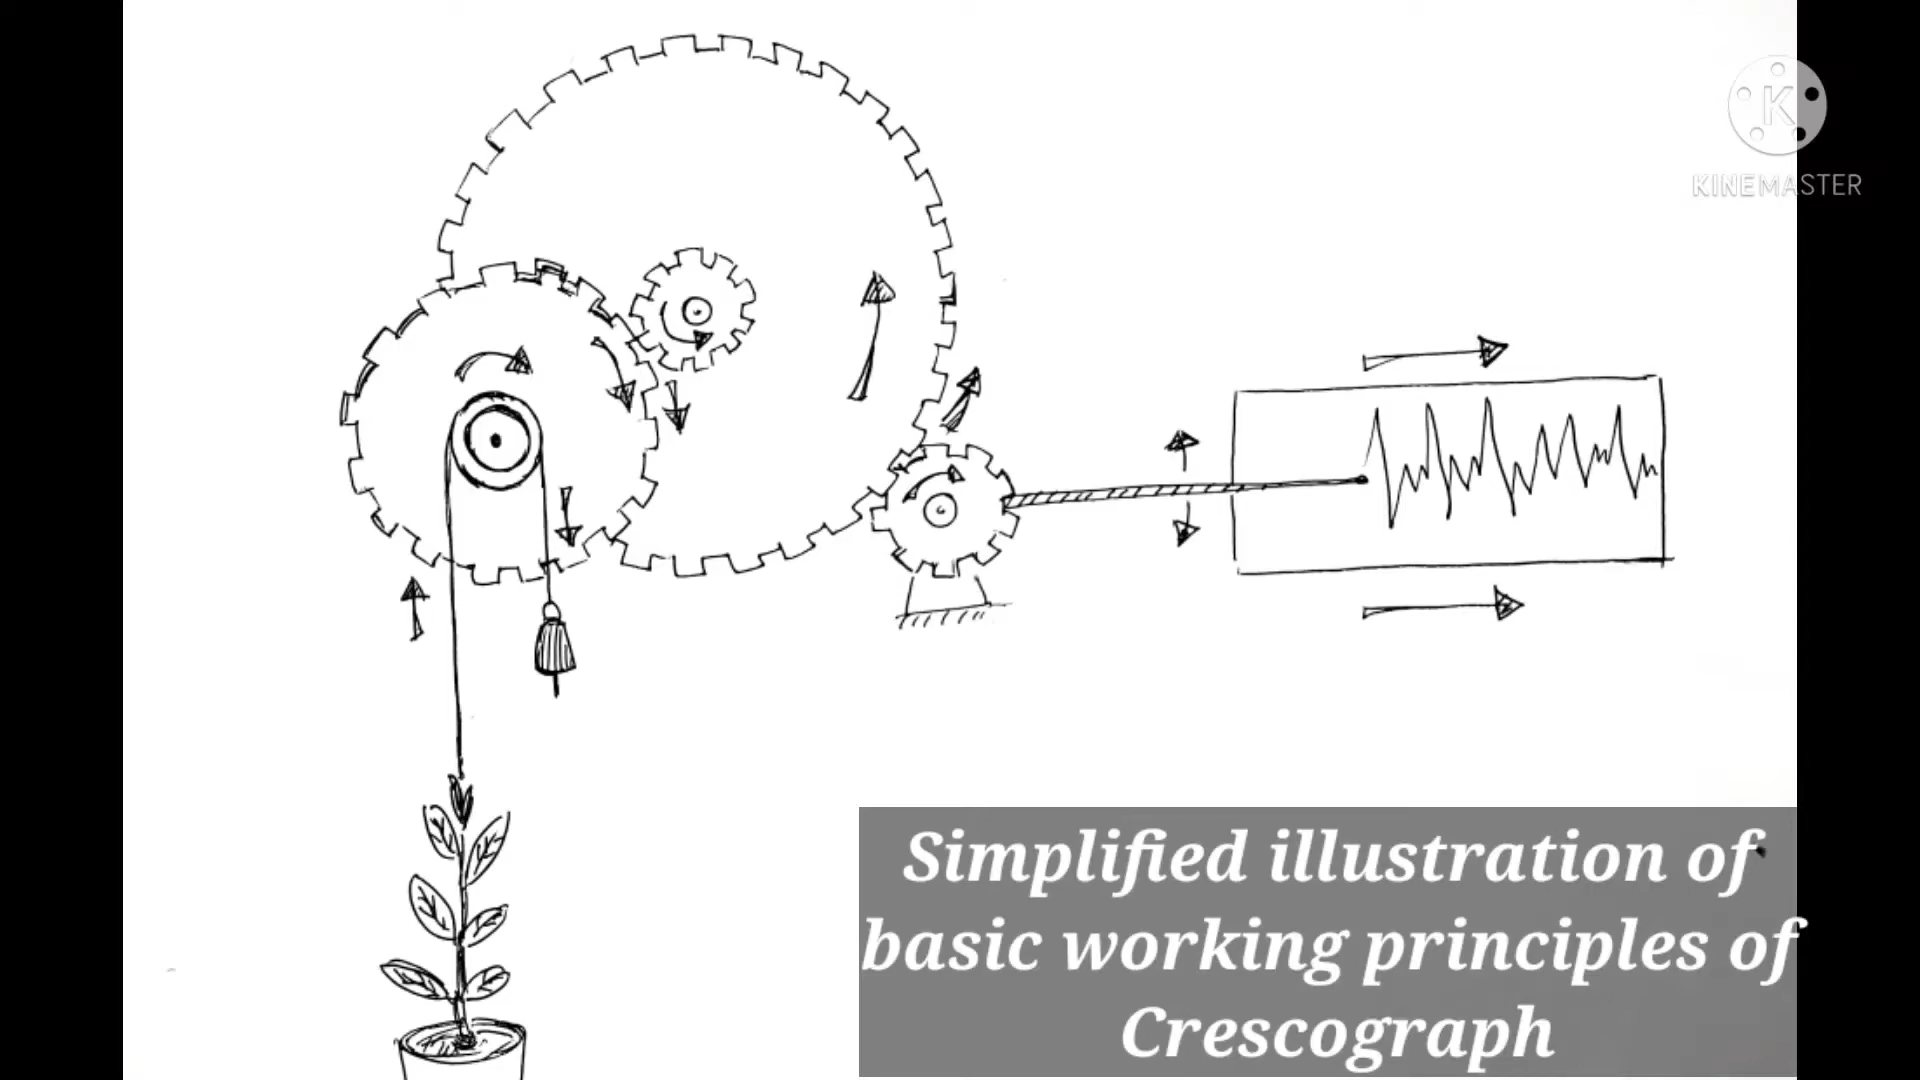 K
KINEMASTER
Simplified illustration of
basic working principles of
Crescograph